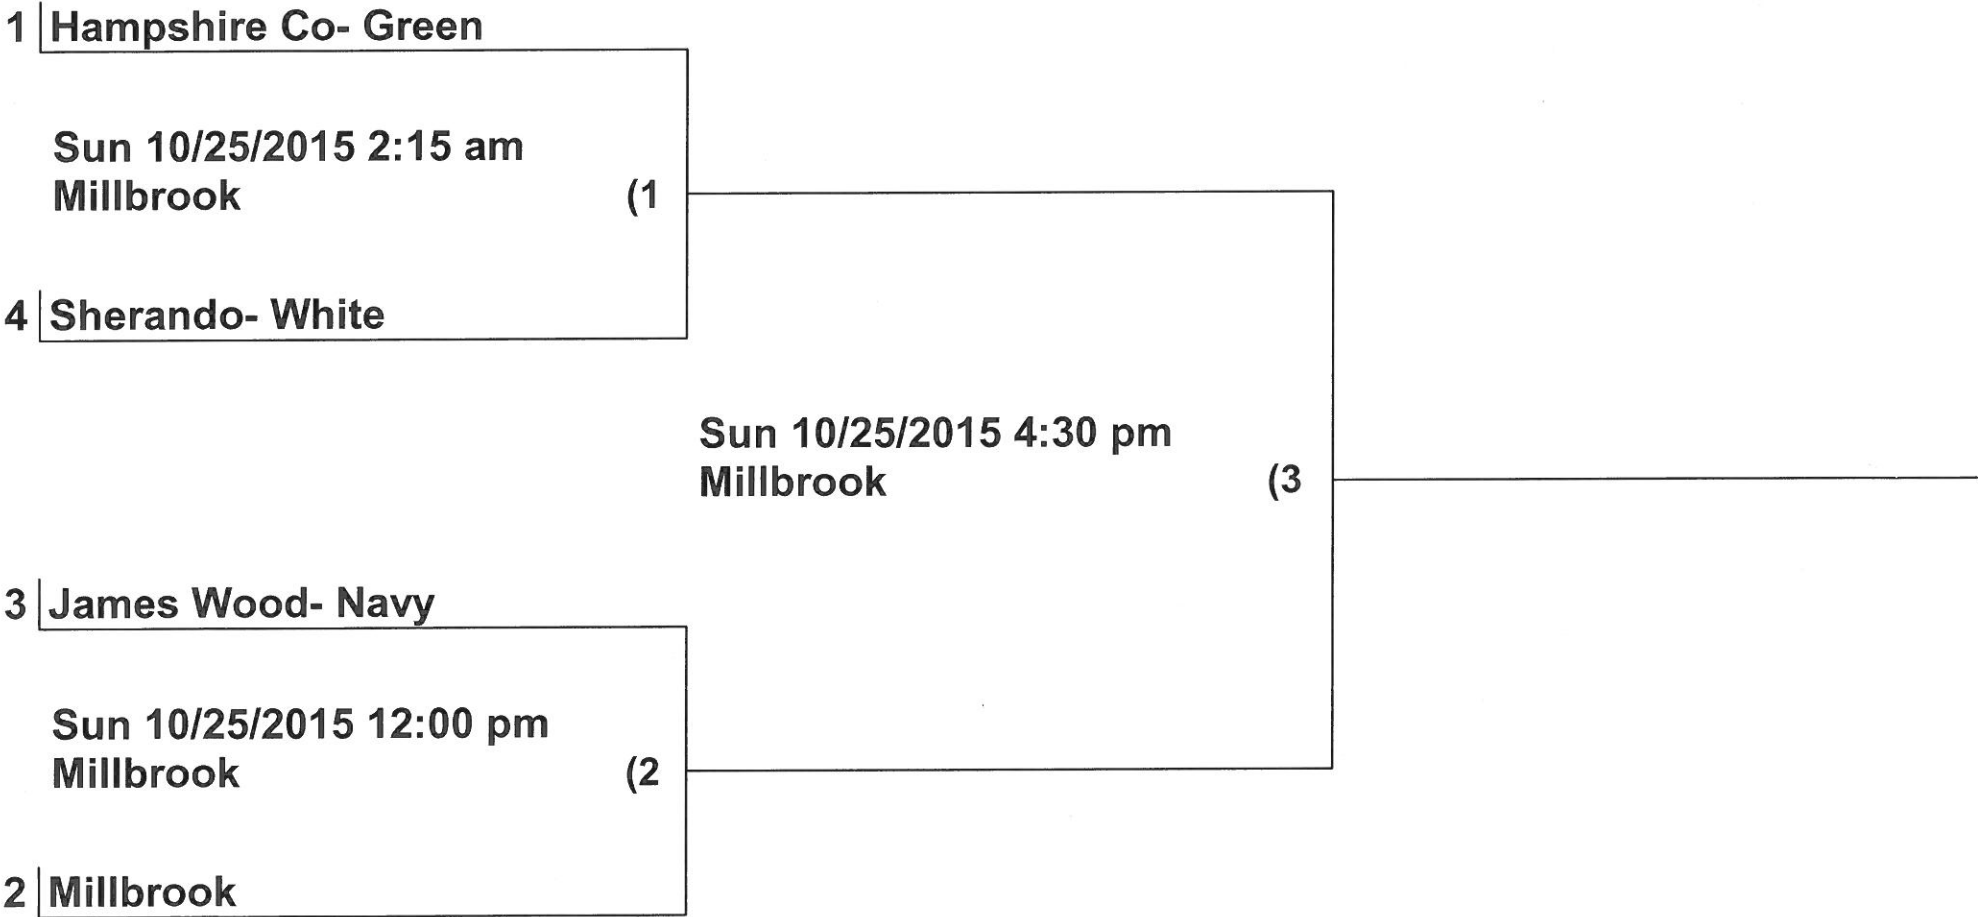 1 Hampshire Co- Green
Sun 10/25/2015 2:15 am
Millbrook (1
4 Sherando- White
Sun 10/25/2015 4:30 pm
Millbrook (3
3 James Wood- Navy
Sun 10/25/2015 12:00 pm
Millbrook (2
2 Millbrook